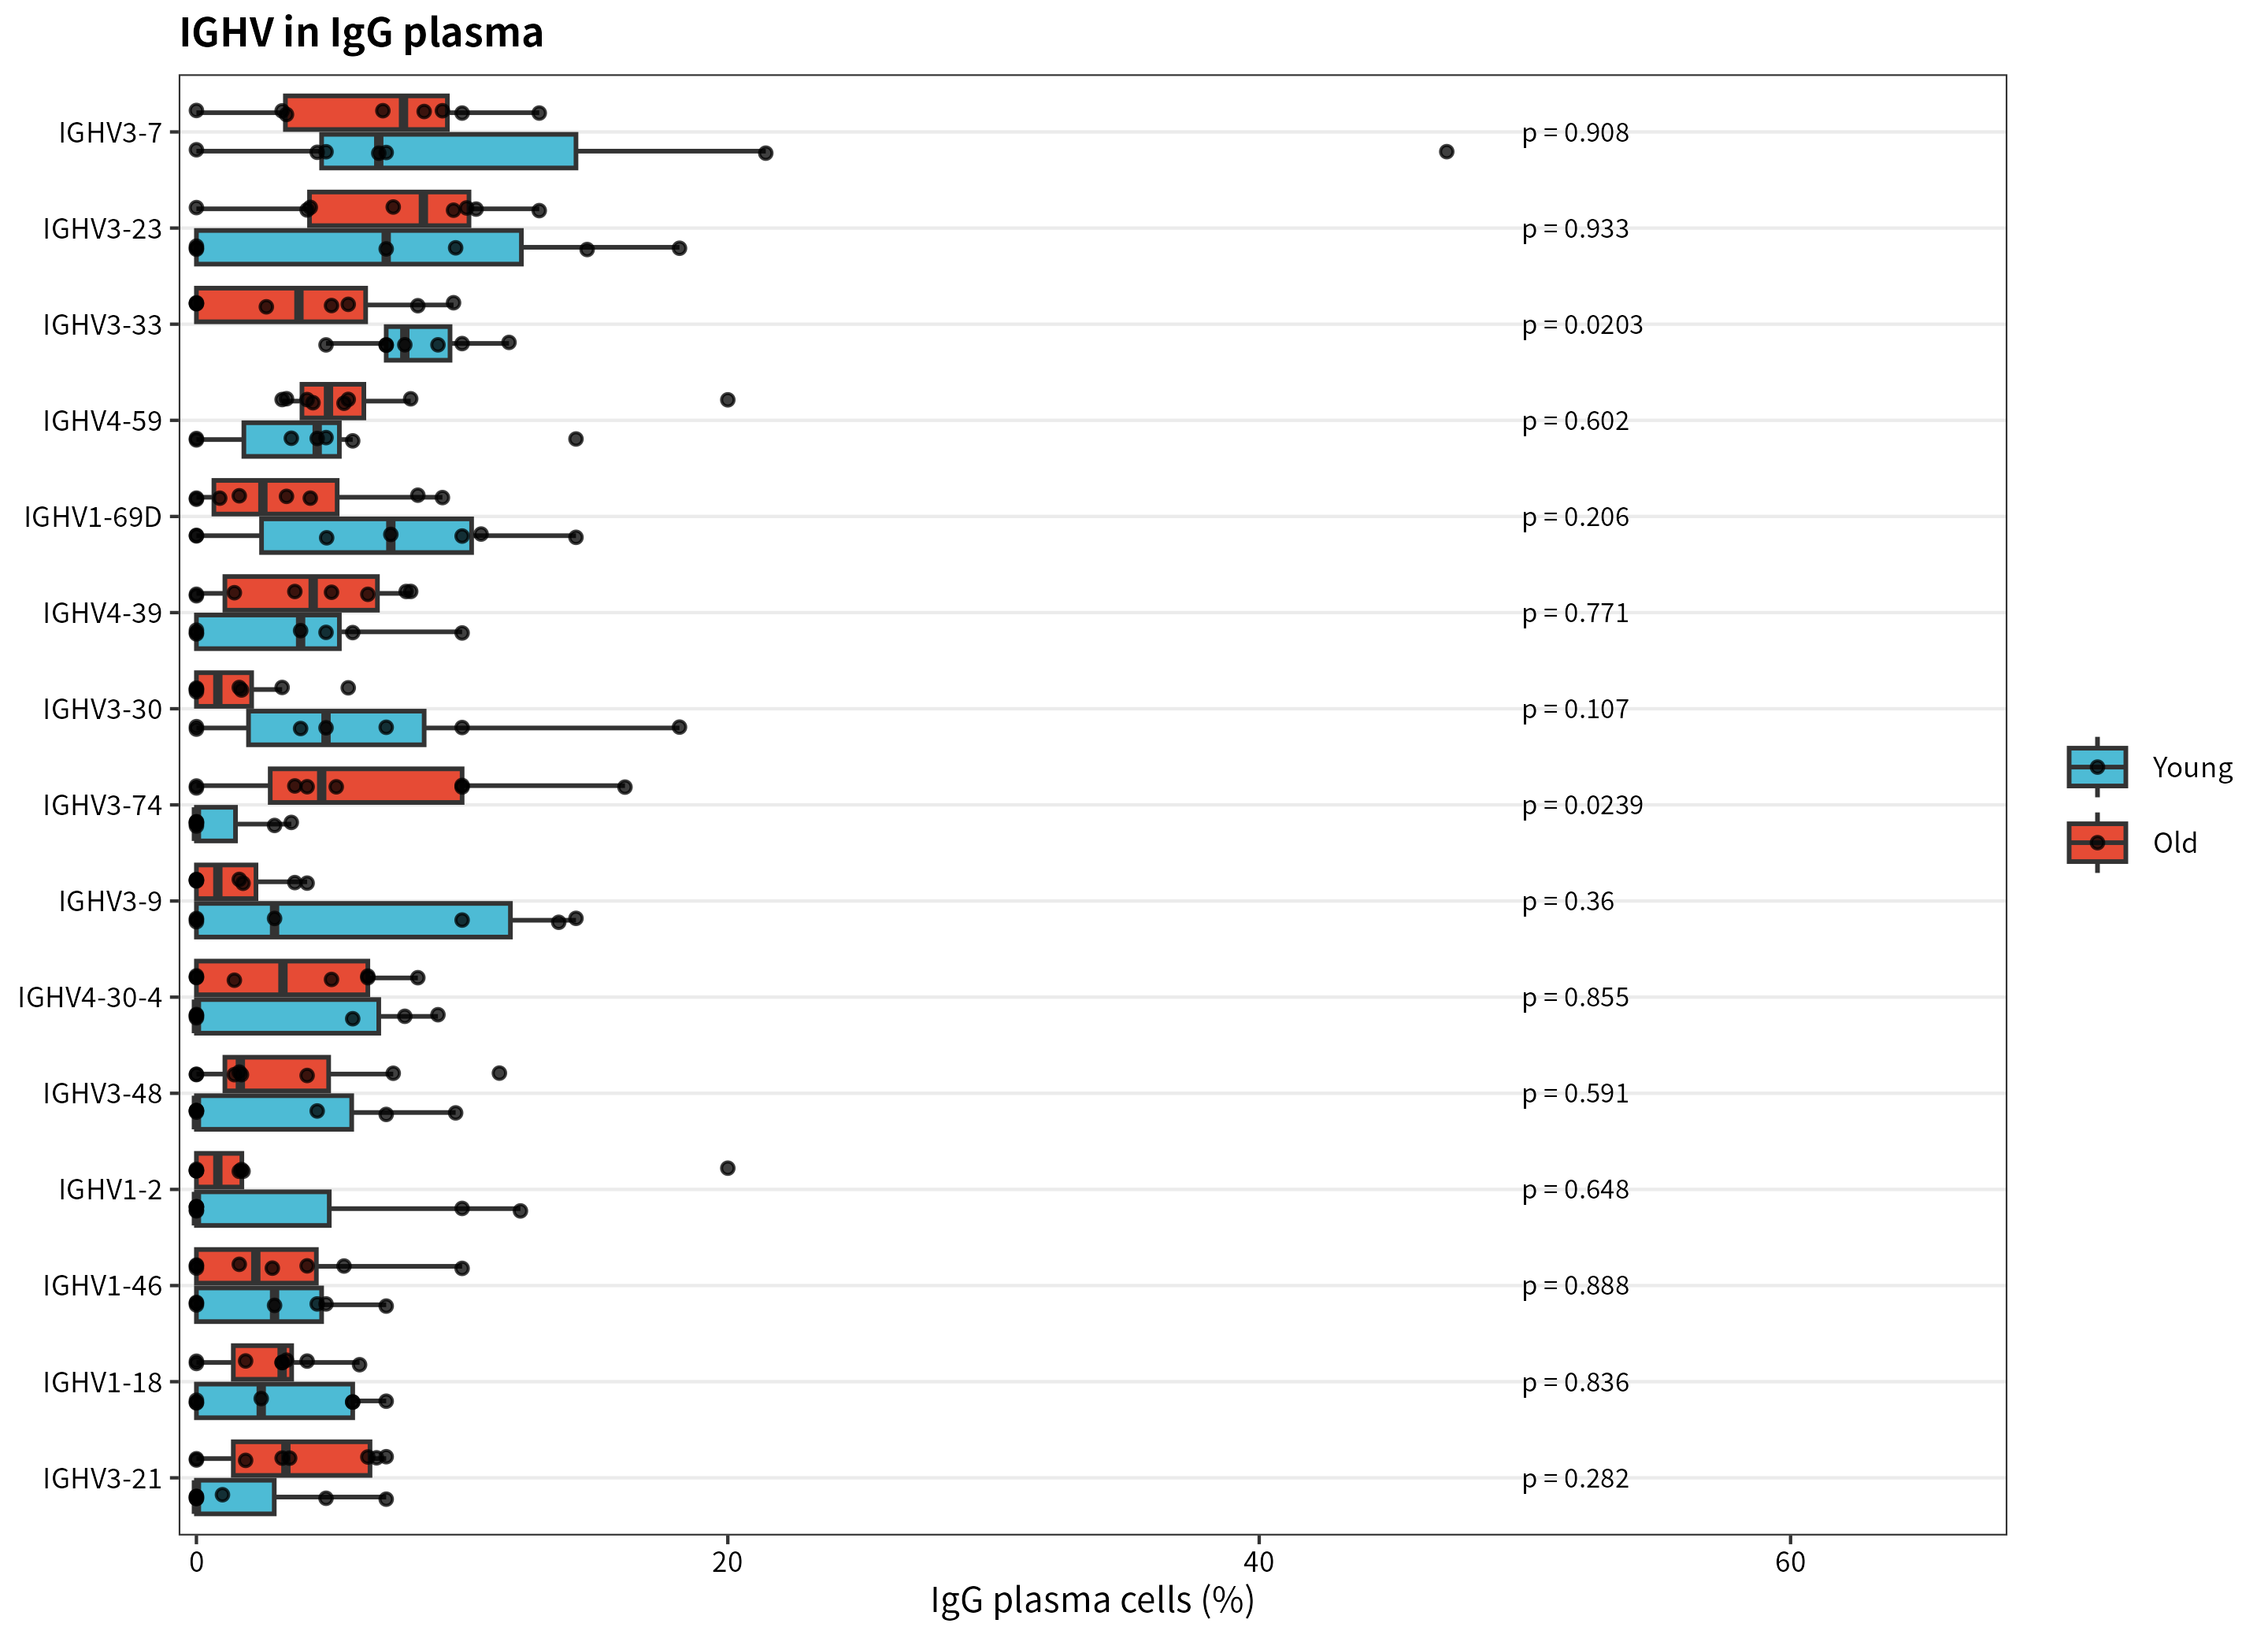 IGHV in IgG plasma
IGHV3-7
p = 0.908
IGHV3-23
p = 0.933
IGHV3-33
p = 0.0203
IGHV4-59
p = 0.602
IGHV1-69D
p = 0.206
IGHV4-39
p = 0.771
IGHV3-30
p = 0.107
IGHV3-74
p = 0.0239
IGHV3-9
p = 0.36
IGHV4-30-4
p = 0.855
IGHV3-48
p = 0.591
IGHV1-2
p = 0.648
IGHV1-46
p = 0.888
IGHV1-18
p = 0.836
IGHV3-21
p = 0.282
0 20 40 60
IgG plasma cells (%)
Young
Old